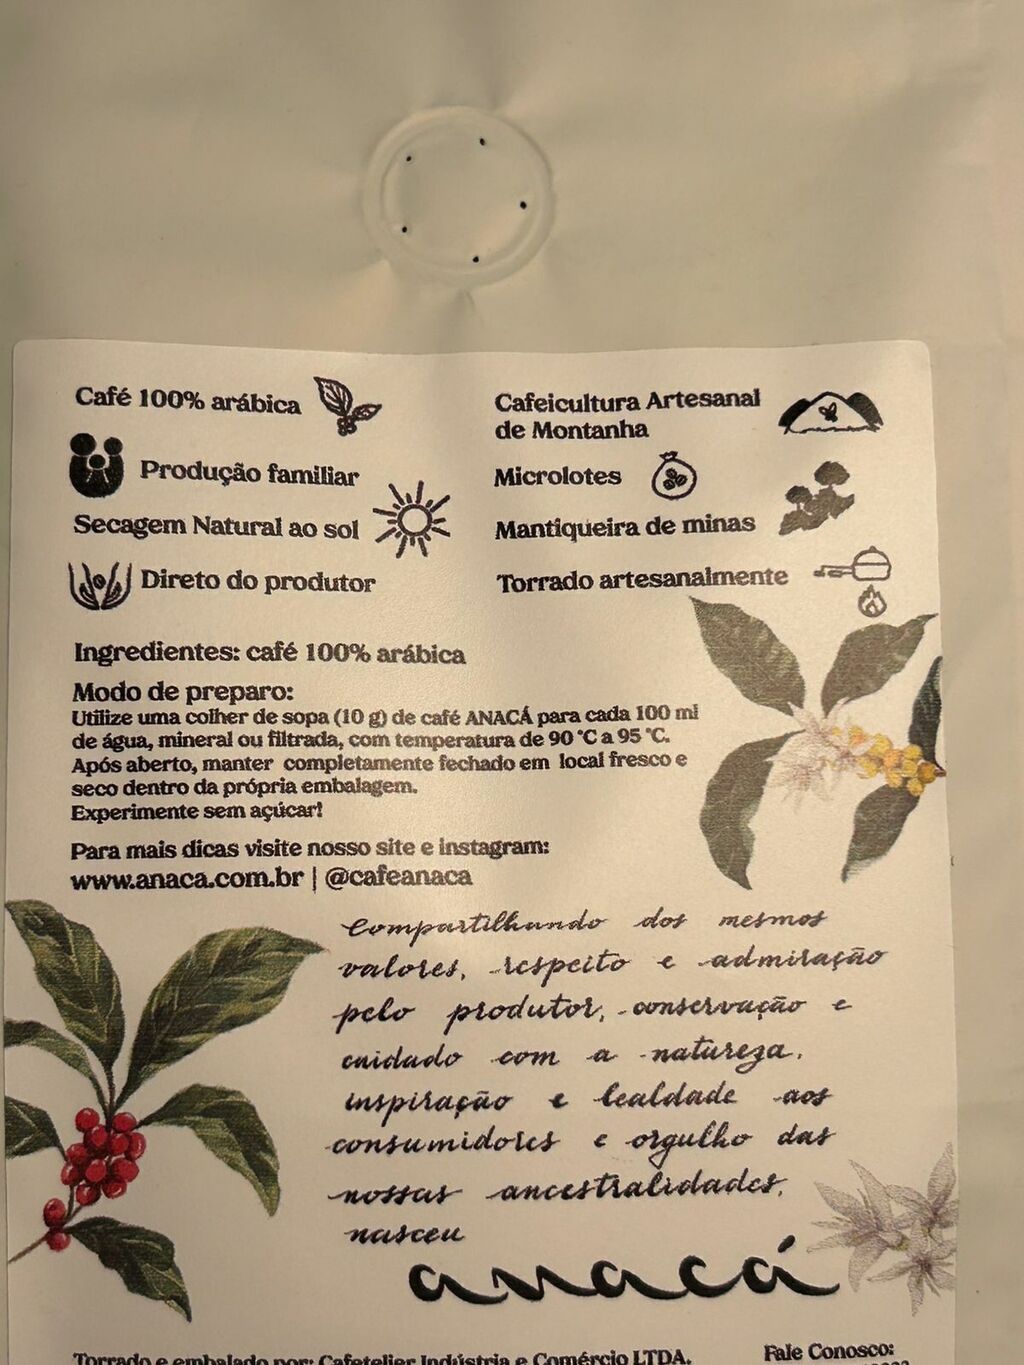 Café 100% arábica
Produção familiar
Secagem Natural ao sol
Direto do produtor
Cafeicultura Artesanal
de Montanha
Microlotes
Mantiqueira de minas
Torrado artesanalmente
Ingredientes: café 100% arábica
Modo de preparo:
Utilize uma colher de sopa (10 g) de café ANACÁ para cada 100 ml
de água, mineral ou filtrada, com temperatura de 90 °C a 95 °C.
Após aberto, manter completamente fechado em local fresco e
seco dentro da própria embalagem.
Experimente sem açúcar!
Para mais dicas visite nosso site e instagram:
www.anaca.com.br | @cafeanaca
Compartilhando dos mesmos
valores, respeito e admiração
pelo produtor, conservação e
cuidado com a natureza,
inspiração e lealdade aos
consumidores e orgulho das
nossas ancestralidades,
nasceu
anacá
Torrado e embalado por: Cafetelier Indústria e Comércio LTDA.
Fale Conosco: